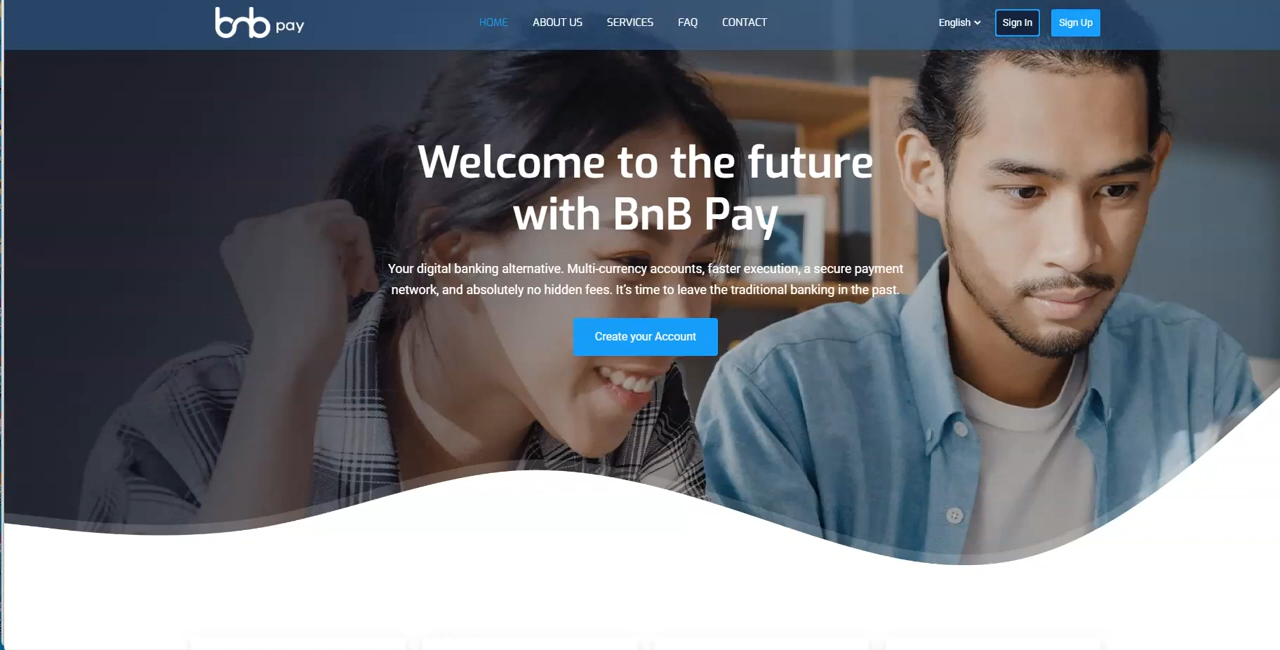 bnb pay
HOME
ABOUT US
SERVICES
FAQ
CONTACT
English
Sign In
Sign Up
Welcome to the future
with BnB Pay
Your digital banking alternative. Multi-currency accounts, faster execution, a secure payment
network, and absolutely no hidden fees. It's time to leave the traditional banking in the past.
Create your Account